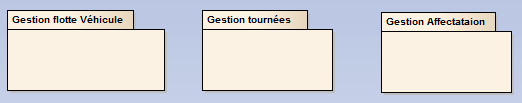 Gestion flotte Véhicule
Gestion tournées
Gestion Affectataion